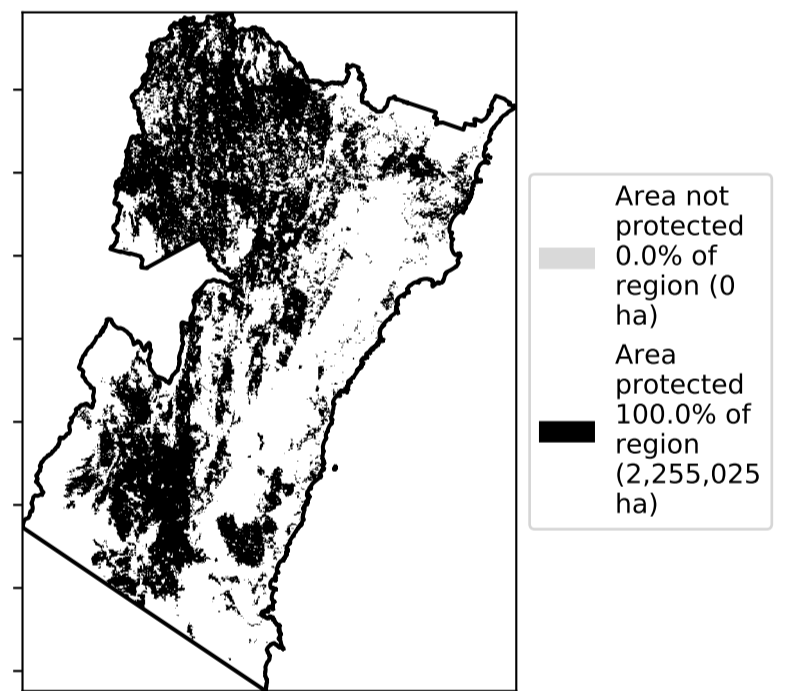 Area not
protected
0.0% of
region (0
ha)
Area
protected
100.0% of
region
(2,255,025
ha)